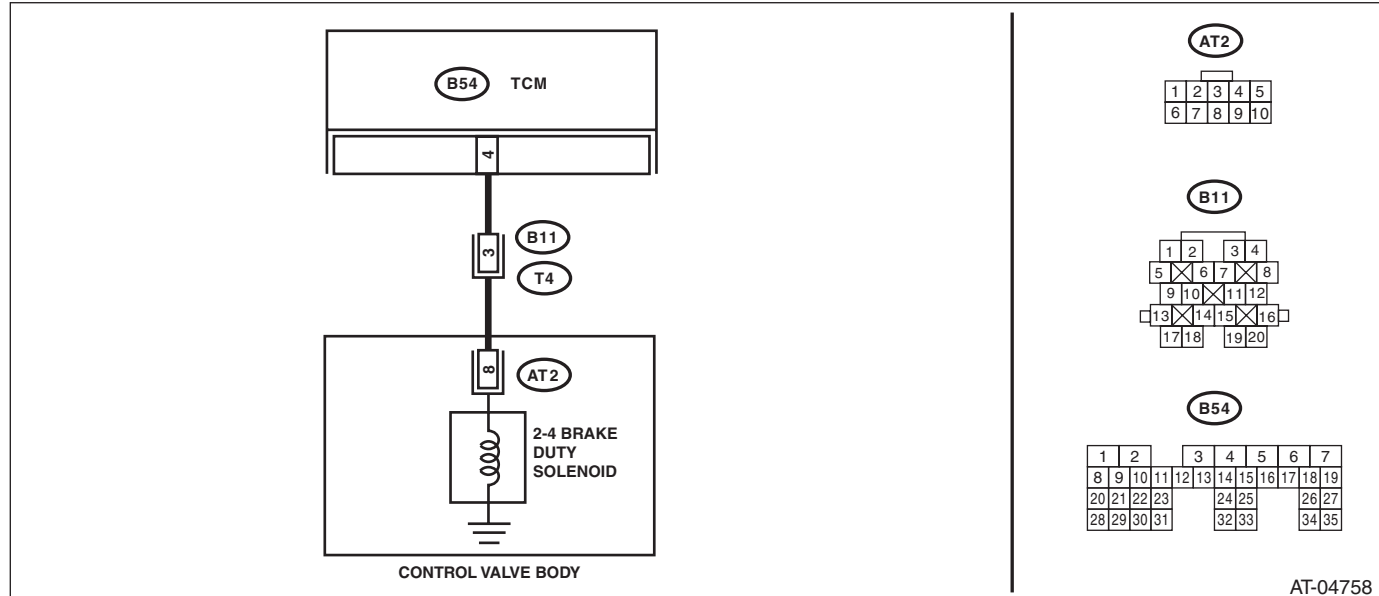 B54 TCM
4
3
B11
T4
8
AT2
2-4 BRAKE
DUTY
SOLENOID
CONTROL VALVE BODY
AT2
1 2 3 4 5
6 7 8 9 10
B11
1 2 3 4
5 6 7 8
9 10 11 12
13 14 15 16
17 18 19 20
B54
1 2 3 4 5 6 7
8 9 10 11 12 13 14 15 16 17 18 19
20 21 22 23 24 25 26 27
28 29 30 31 32 33 34 35
AT-04758